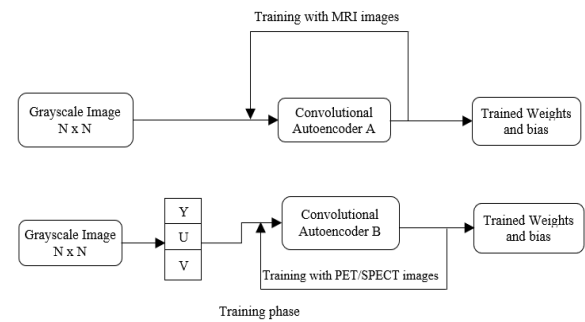 Training with MRI images
Grayscale Image
N x N
Convolutional
Autoencoder A
Trained Weights
and bias
Grayscale Image
N x N
Y
U
V
Convolutional
Autoencoder B
Trained Weights
and bias
Training with PET/SPECT images
Training phase